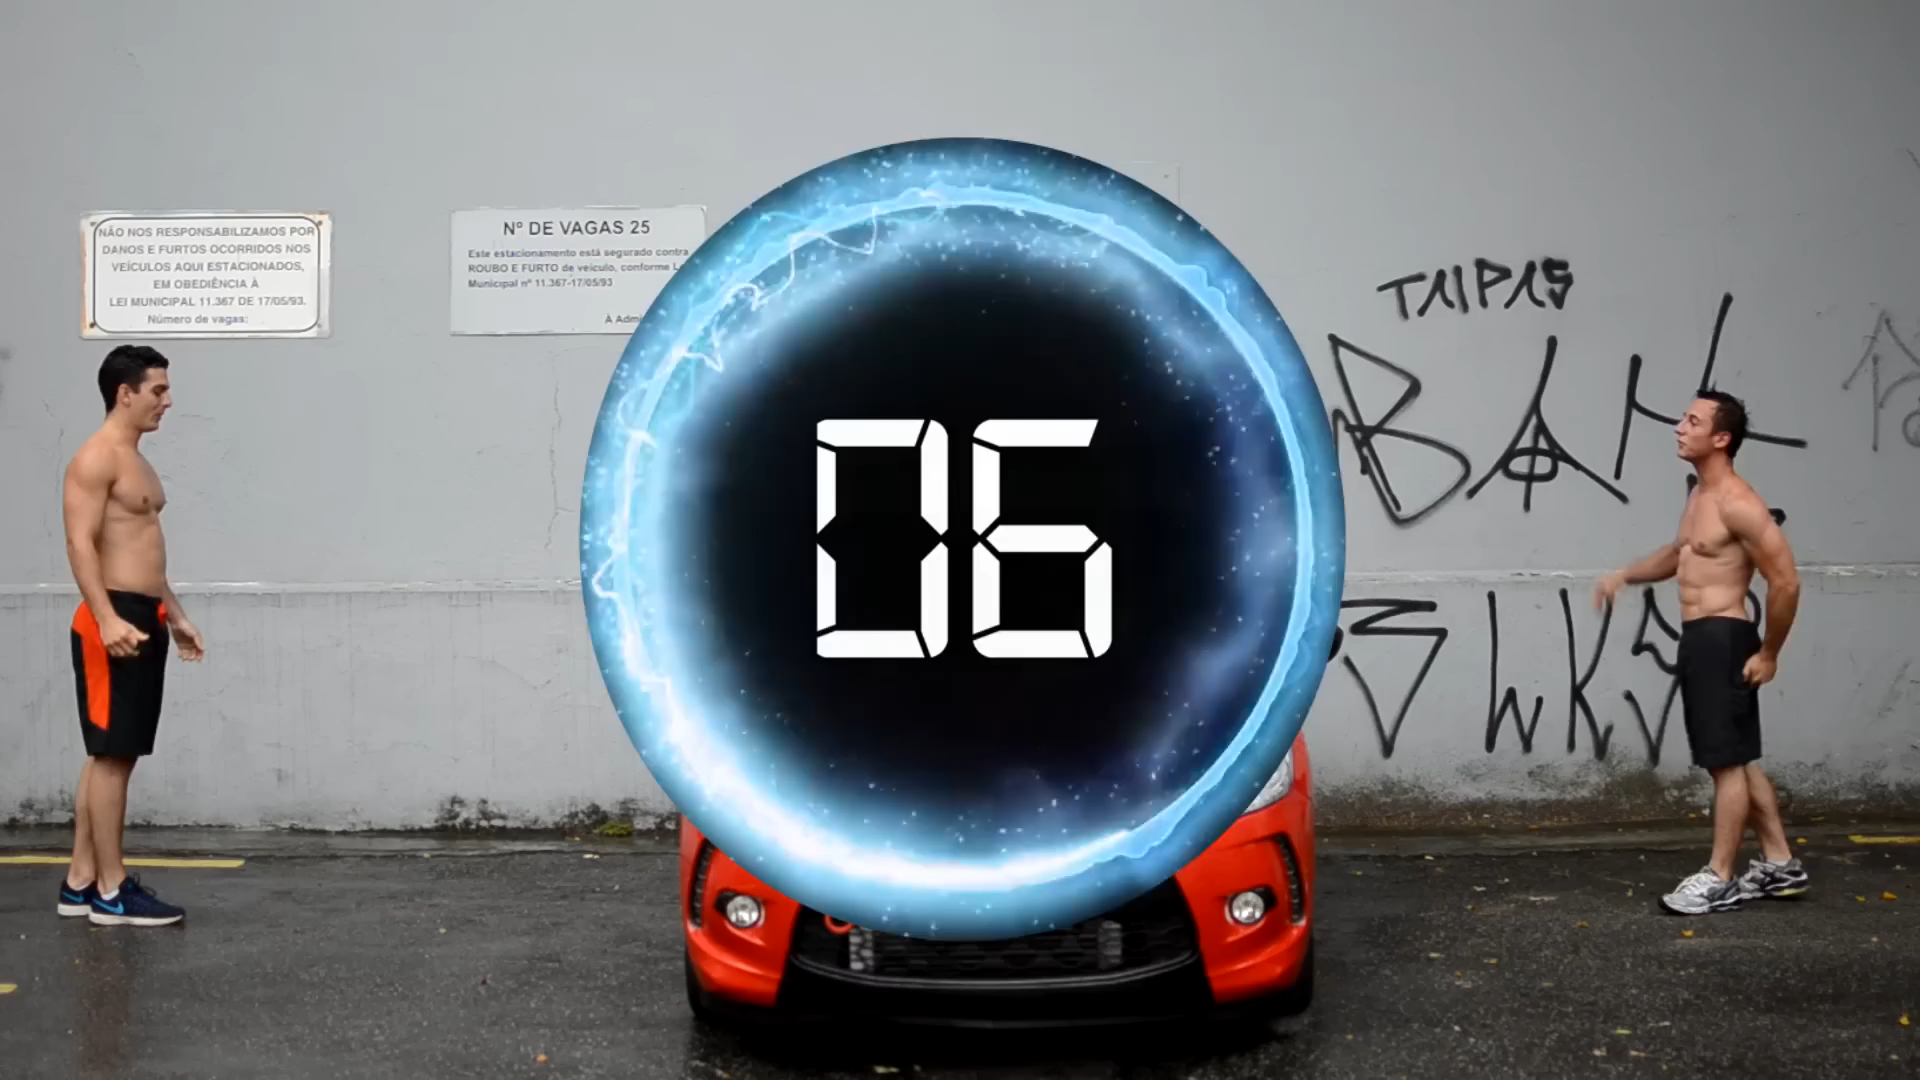 NÃO NOS RESPONSABILIZAMOS POR
DANOS E FURTOS OCORRIDOS NOS
VEÍCULOS AQUI ESTACIONADOS,
EM OBEDIÊNCIA À
LEI MUNICIPAL 11.367 DE 17/05/93.
Número de vagas:
Nº DE VAGAS 25
Este estacionamento está segurado contra
ROUBO E FURTO de veículo, conforme
Municipal nº 11.367-17/05/93
À
06
TAIPAS